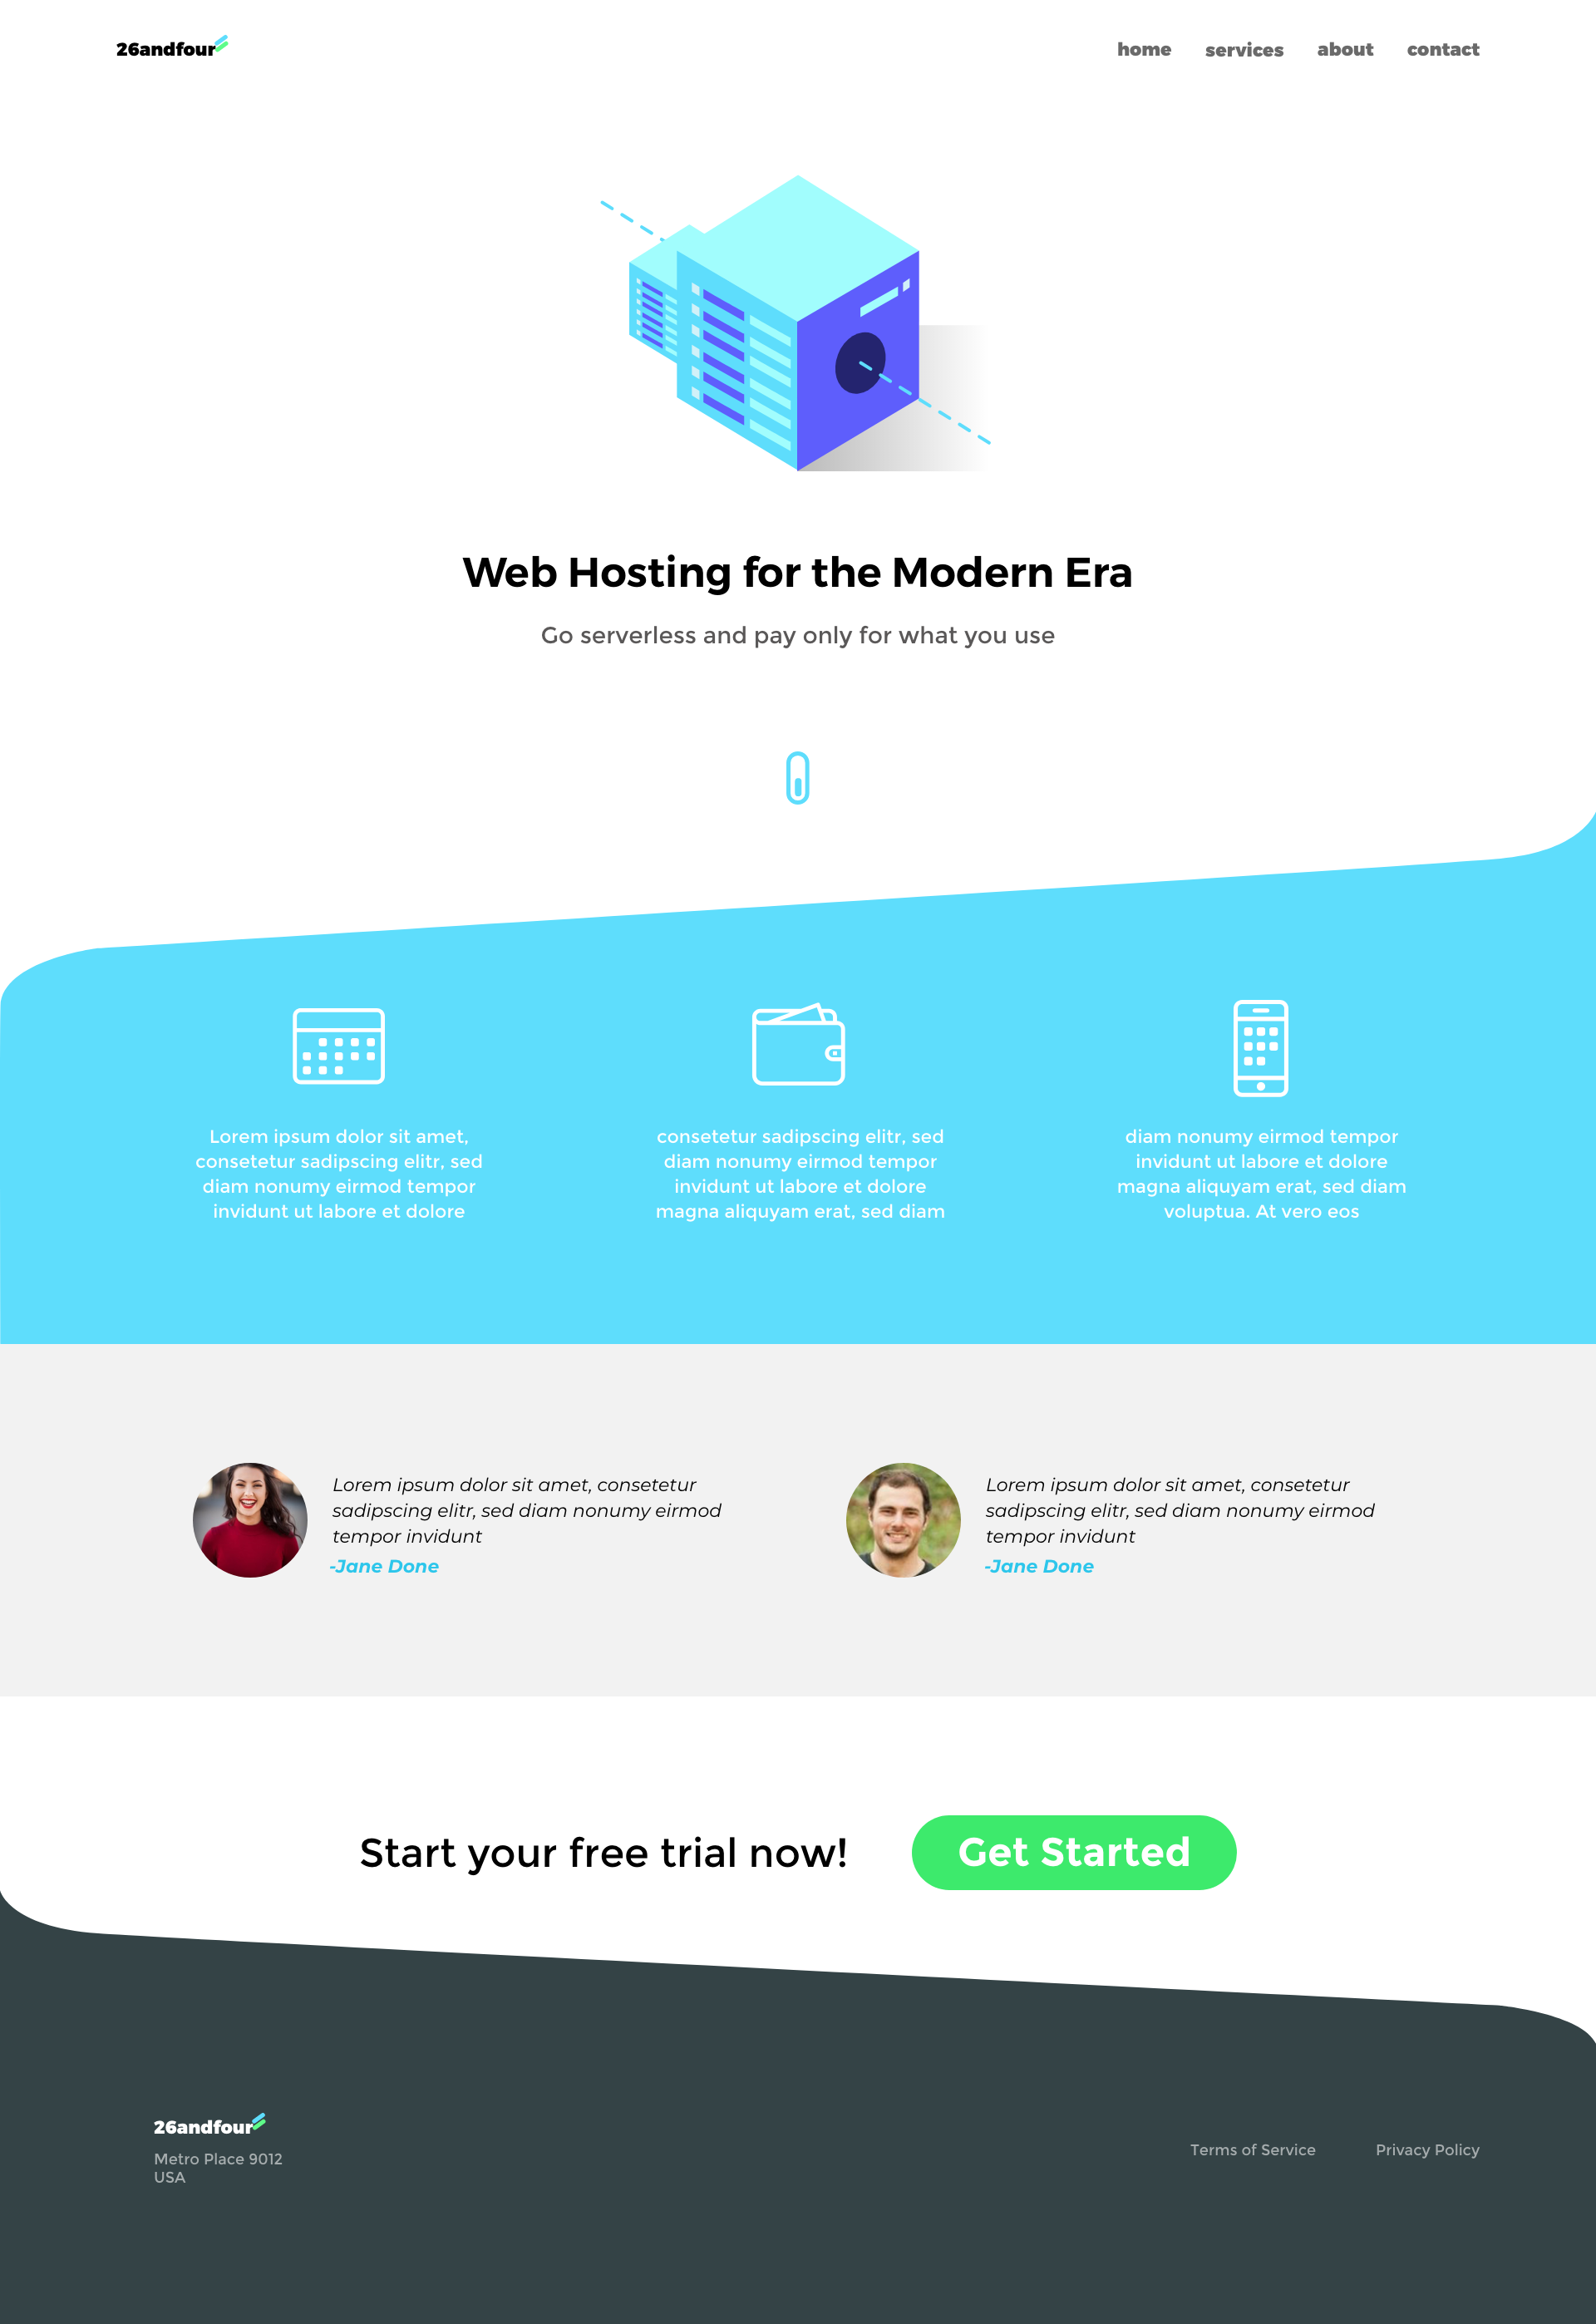 26andfour
home services about contact
Web Hosting for the Modern Era
Go serverless and pay only for what you use
Lorem ipsum dolor sit amet,
consetetur sadipscing elitr, sed
diam nonumy eirmod tempor
invidunt ut labore et dolore
consetetur sadipscing elitr, sed
diam nonumy eirmod tempor
invidunt ut labore et dolore
magna aliquyam erat, sed diam
diam nonumy eirmod tempor
invidunt ut labore et dolore
magna aliquyam erat, sed diam
voluptua. At vero eos
Lorem ipsum dolor sit amet, consetetur
sadipscing elitr, sed diam nonumy eirmod
tempor invidunt
-Jane Done
Lorem ipsum dolor sit amet, consetetur
sadipscing elitr, sed diam nonumy eirmod
tempor invidunt
-Jane Done
Start your free trial now!
Get Started
26andfour
Metro Place 9012
USA
Terms of Service
Privacy Policy